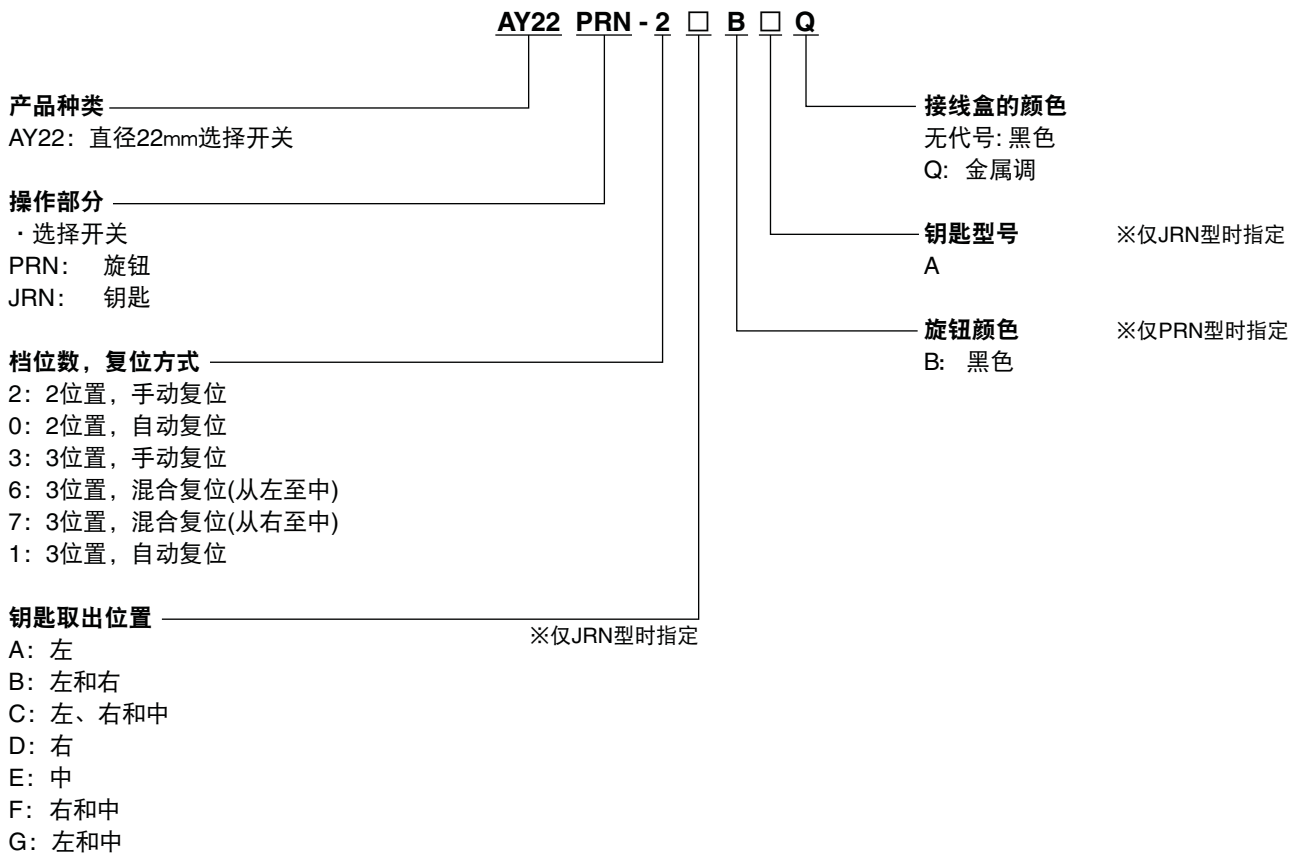 AY22 PRN - 2 □ B □ Q
产品种类
AY22：直径22mm选择开关
操作部分
·选择开关
PRN： 旋钮
JRN： 钥匙
档位数，复位方式
2：2位置，手动复位
0：2位置，自动复位
3：3位置，手动复位
6：3位置，混合复位(从左至中)
7：3位置，混合复位(从右至中)
1：3位置，自动复位
钥匙取出位置
※仅JRN型时指定
A：左
B：左和右
C：左、右和中
D：右
E：中
F：右和中
G：左和中
接线盒的颜色
无代号: 黑色
Q: 金属调
钥匙型号 ※仅JRN型时指定
A
旋钮颜色 ※仅PRN型时指定
B: 黑色